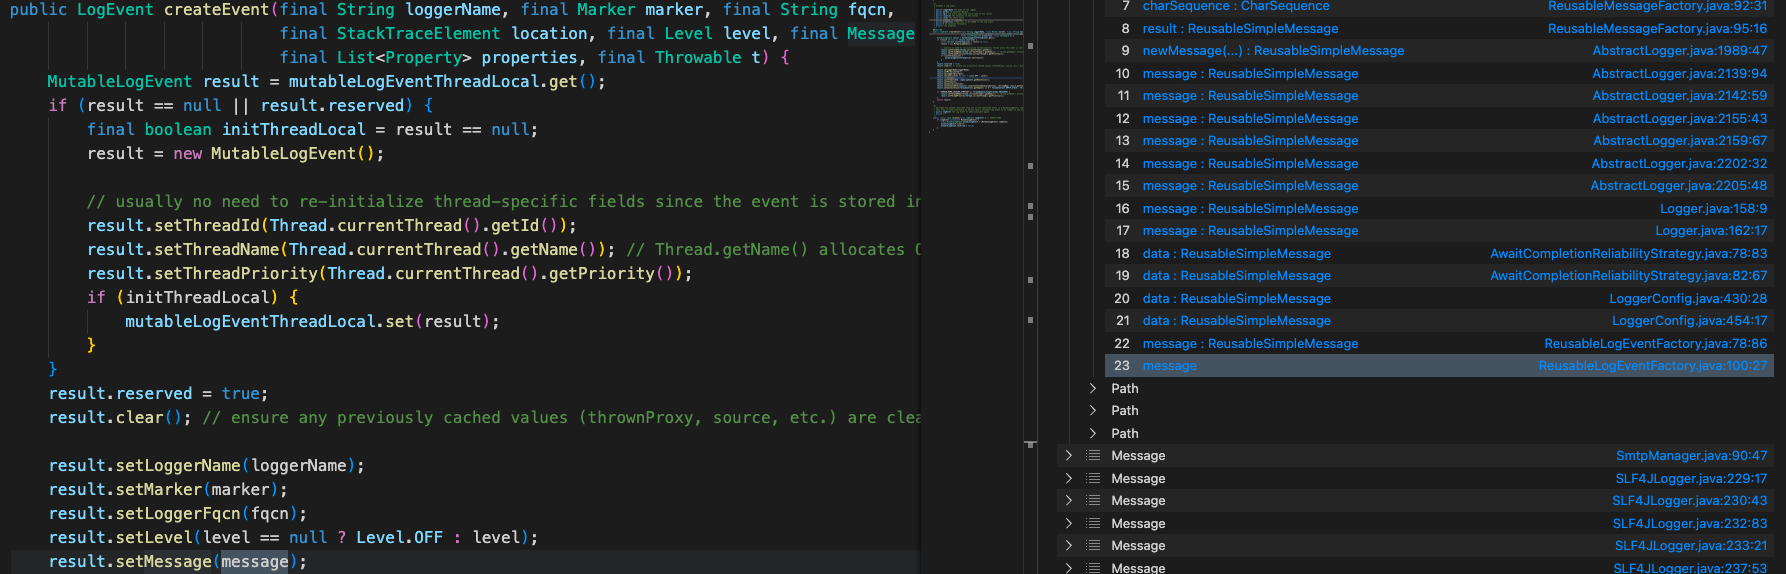 public LogEvent createEvent(final String loggerName, final Marker marker, final String fqcn,
final StackTraceElement location, final Level level, final Message
final List<Property> properties, final Throwable t) {
MutableLogEvent result = mutableLogEventThreadLocal.get();
if (result == null || result.reserved) {
final boolean initThreadLocal = result == null;
result = new MutableLogEvent();
// usually no need to re-initialize thread-specific fields since the event is stored in
result.setThreadId(Thread.currentThread().getId());
result.setThreadName(Thread.currentThread().getName()); // Thread.getName() allocates
result.setThreadPriority(Thread.currentThread().getPriority());
if (initThreadLocal) {
mutableLogEventThreadLocal.set(result);
}
}
result.reserved = true;
result.clear(); // ensure any previously cached values (thrownProxy, source, etc.) are clea
result.setLoggerName(loggerName);
result.setMarker(marker);
result.setLoggerFqcn(fqcn);
result.setLevel(level == null ? Level.OFF : level);
result.setMessage(message);
7 charSequence : CharSequence ReusableMessageFactory.java:92:31
8 result : ReusableSimpleMessage ReusableMessageFactory.java:95:16
9 newMessage(...) : ReusableSimpleMessage AbstractLogger.java:1989:47
10 message : ReusableSimpleMessage AbstractLogger.java:2139:94
11 message : ReusableSimpleMessage AbstractLogger.java:2142:59
12 message : ReusableSimpleMessage AbstractLogger.java:2155:43
13 message : ReusableSimpleMessage AbstractLogger.java:2159:67
14 message : ReusableSimpleMessage AbstractLogger.java:2202:32
15 message : ReusableSimpleMessage AbstractLogger.java:2205:48
16 message : ReusableSimpleMessage Logger.java:158:9
17 message : ReusableSimpleMessage Logger.java:162:17
18 data : ReusableSimpleMessage AwaitCompletionReliabilityStrategy.java:78:83
19 data : ReusableSimpleMessage AwaitCompletionReliabilityStrategy.java:82:67
20 data : ReusableSimpleMessage LoggerConfig.java:430:28
21 data : ReusableSimpleMessage LoggerConfig.java:454:17
22 message : ReusableSimpleMessage ReusableLogEventFactory.java:78:86
23 message ReusableLogEventFactory.java:100:27
Path
Path
Path
Message SmtpManager.java:90:47
Message SLF4JLogger.java:229:17
Message SLF4JLogger.java:230:43
Message SLF4JLogger.java:232:83
Message SLF4JLogger.java:233:21
Message SLF4JLogger.java:237:53